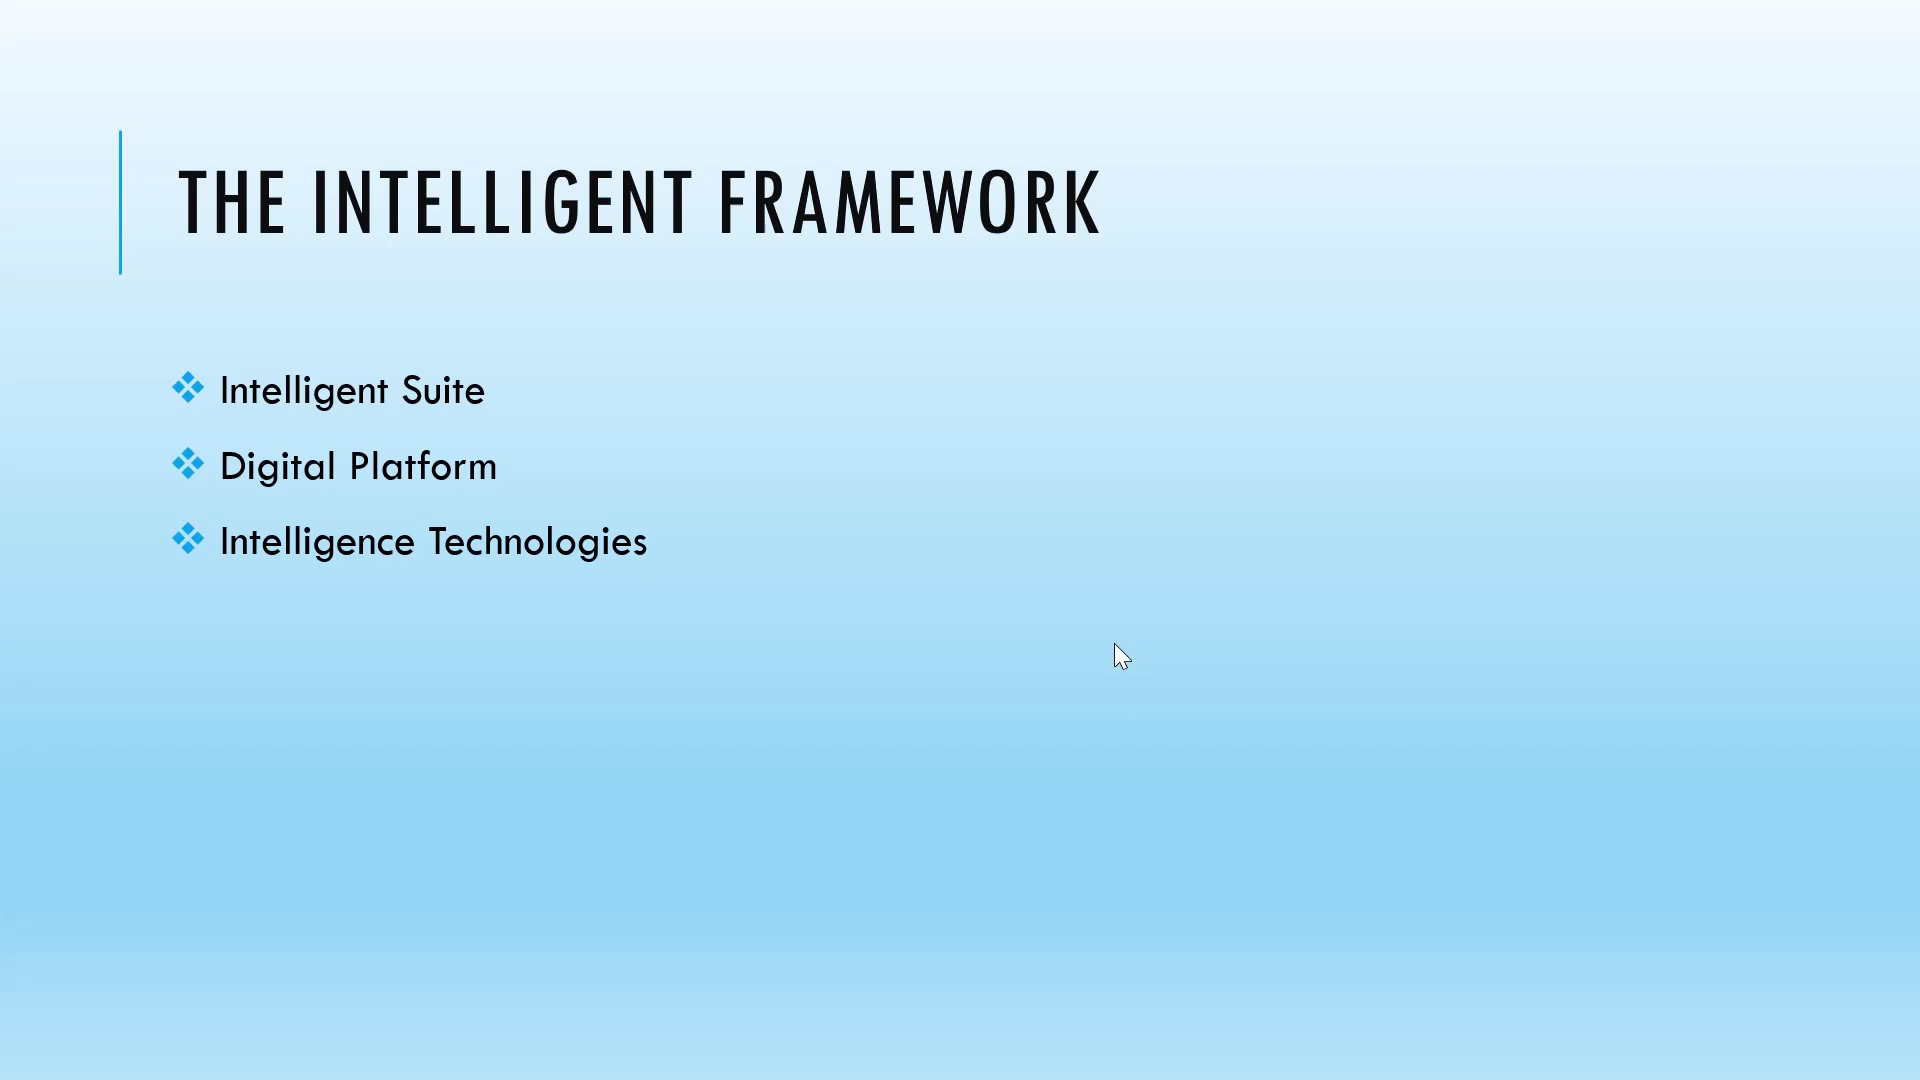 THE INTELLIGENT FRAMEWORK
Intelligent Suite
Digital Platform
Intelligence Technologies